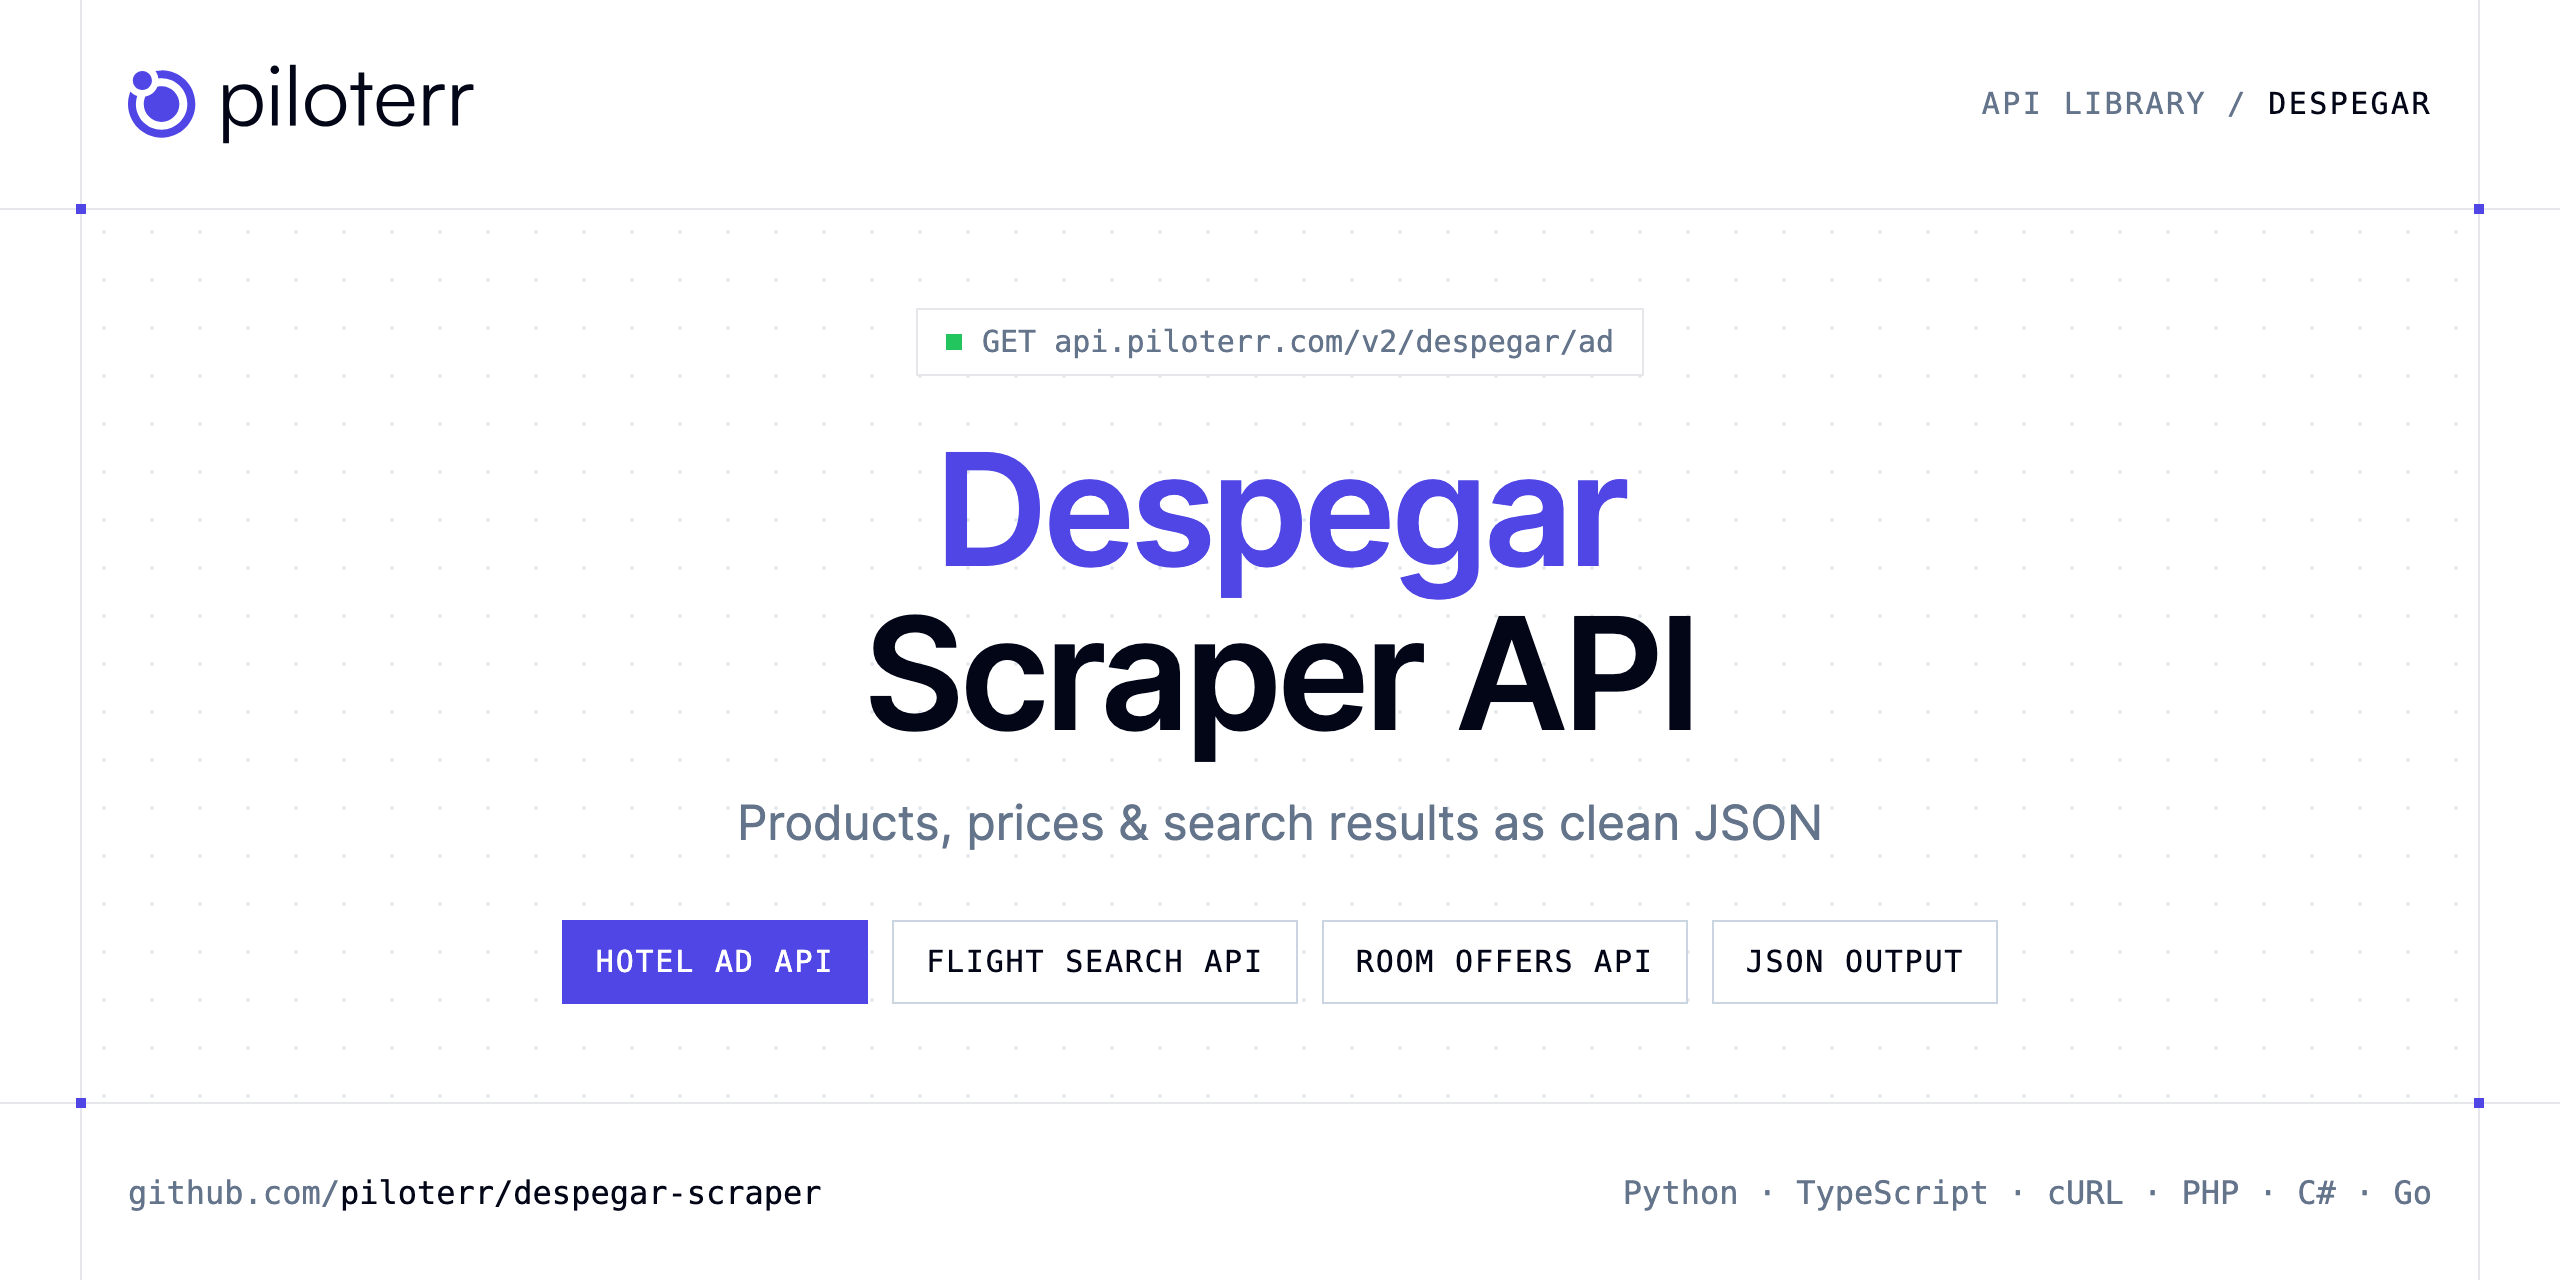 piloterr
API LIBRARY / DESPEGAR
GET api.piloterr.com/v2/despegar/ad
Despegar
Scraper API
Products, prices & search results as clean JSON
HOTEL AD API
FLIGHT SEARCH API
ROOM OFFERS API
JSON OUTPUT
github.com/piloterr/despegar-scraper
Python · TypeScript · cURL · PHP · C# · Go